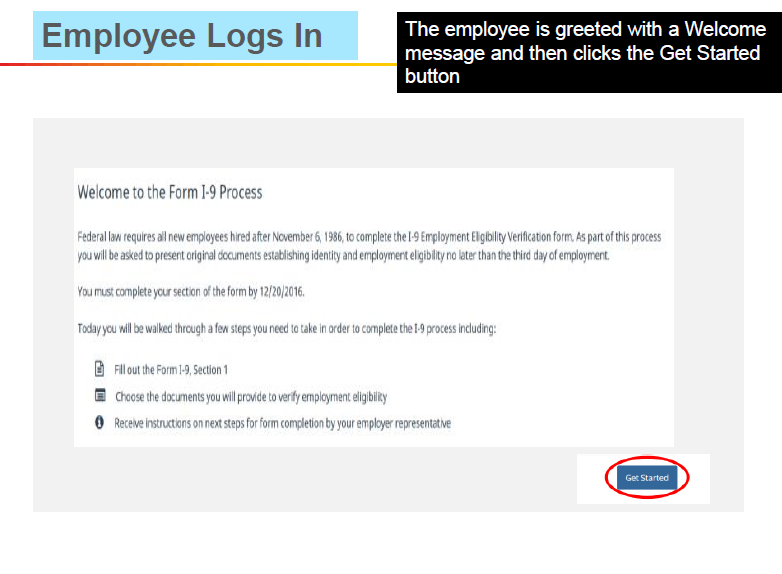 Employee Logs In
The employee is greeted with a Welcome
message and then clicks the Get Started
button
Welcome to the Form I-9 Process
Federal law requires all new employees hired after November 6, 1986, to complete the I-9 Employment Eligibility Verification form. As part of this process
you will be asked to present original documents establishing identity and employment eligibility no later than the third day of employment.
You must complete your section of the form by 12/20/2016.
Today you will be walked through a few steps you need to take in order to complete the I-9 process including:
Fill out the Form I-9, Section 1
Choose the documents you will provide to verify employment eligibility
Receive instructions on next steps for form completion by your employer representative
Get Started